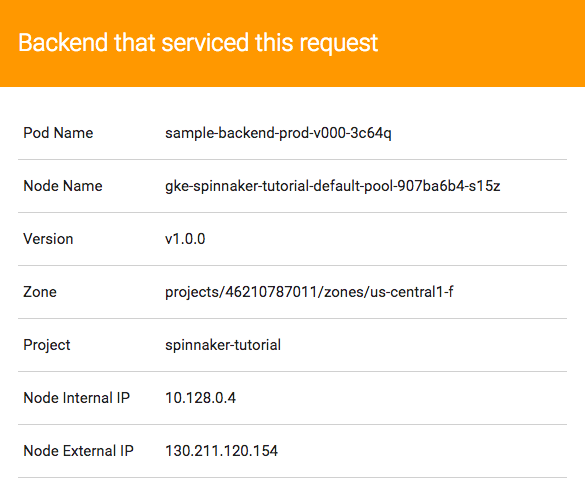 Backend that serviced this request
Pod Name sample-backend-prod-v000-3c64q
Node Name gke-spinnaker-tutorial-default-pool-907ba6b4-s15z
Version v1.0.0
Zone projects/46210787011/zones/us-central1-f
Project spinnaker-tutorial
Node Internal IP 10.128.0.4
Node External IP 130.211.120.154